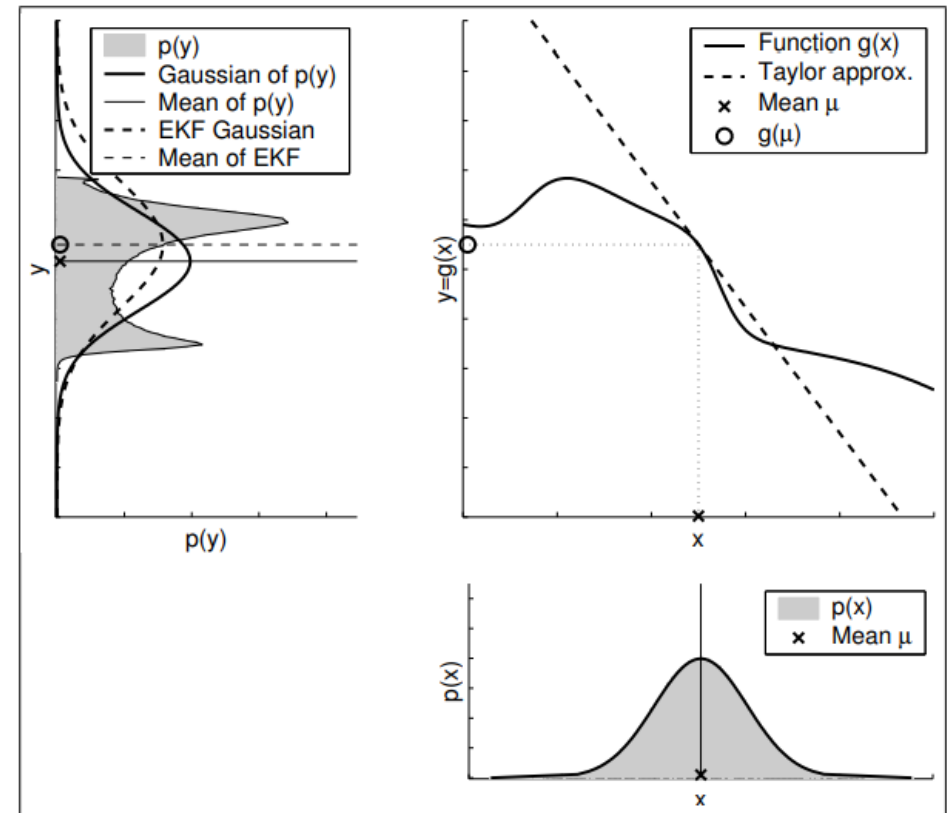 p(y)
Gaussian of p(y)
Mean of p(y)
EKF Gaussian
Mean of EKF
y
p(y)
Function g(x)
Taylor approx.
Mean μ
g(μ)
y=g(x)
x
p(x)
Mean μ
p(x)
x